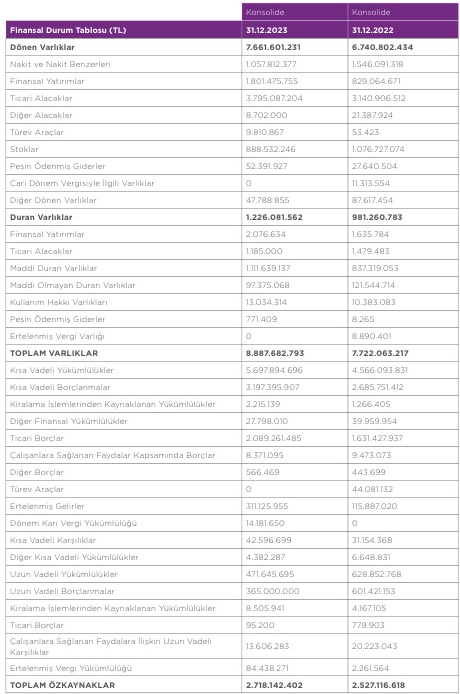 Konsolide Konsolide
Finansal Durum Tablosu (TL) 31.12.2023 31.12.2022
Dönen Varlıklar 7.661.601.231 6.740.802.434
Nakit ve Nakit Benzerleri 1.057.812.377 1.546.091.318
Finansal Yatırımlar 1.801.475.755 829.064.671
Ticari Alacaklar 3.795.087.204 3.140.906.512
Diğer Alacaklar 8.702.000 21.387.924
Türev Araçlar 9.810.867 53.423
Stoklar 888.532.246 1.076.727.074
Peşin Ödenmiş Giderler 52.391.927 27.640.504
Cari Dönem Vergisiyle İlgili Varlıklar 0 11.313.554
Diğer Dönen Varlıklar 47.788.855 87.617.454
Duran Varlıklar 1.226.081.562 981.260.783
Finansal Yatırımlar 2.076.634 1.635.784
Ticari Alacaklar 1.185.000 1.479.483
Maddi Duran Varlıklar 1.111.639.137 837.319.053
Maddi Olmayan Duran Varlıklar 97.375.068 121.544.714
Kullanım Hakkı Varlıkları 13.034.314 10.383.083
Peşin Ödenmiş Giderler 771.409 8.265
Ertelenmiş Vergi Varlığı 0 8.890.401
TOPLAM VARLIKLAR 8.887.682.793 7.722.063.217
Kısa Vadeli Yükümlülükler 5.697.894.696 4.566.093.831
Kısa Vadeli Borçlanmalar 3.197.395.907 2.685.751.412
Kiralama İşlemlerinden Kaynaklanan Yükümlülükler 2.215.139 1.266.405
Diğer Finansal Yükümlülükler 27.798.010 39.959.954
Ticari Borçlar 2.089.261.485 1.631.427.937
Çalışanlara Sağlanan Faydalar Kapsamında Borçlar 8.371.095 9.473.073
Diğer Borçlar 566.469 443.699
Türev Araçlar 0 44.081.132
Ertelenmiş Gelirler 311.125.955 115.887.020
Dönem Karı Vergi Yükümlülüğü 14.181.650 0
Kısa Vadeli Karşılıklar 42.596.699 31.154.368
Diğer Kısa Vadeli Yükümlülükler 4.382.287 6.648.831
Uzun Vadeli Yükümlülükler 471.645.695 628.852.768
Uzun Vadeli Borçlanmalar 365.000.000 601.421.153
Kiralama İşlemlerinden Kaynaklanan Yükümlülükler 8.505.941 4.167.105
Ticari Borçlar 95.200 779.903
Çalışanlara Sağlanan Faydalara İlişkin Uzun Vadeli
Karşılıklar 13.606.283 20.223.043
Ertelenmiş Vergi Yükümlülüğü 84.438.271 2.261.564
TOPLAM ÖZKAYNAKLAR 2.718.142.402 2.527.116.618